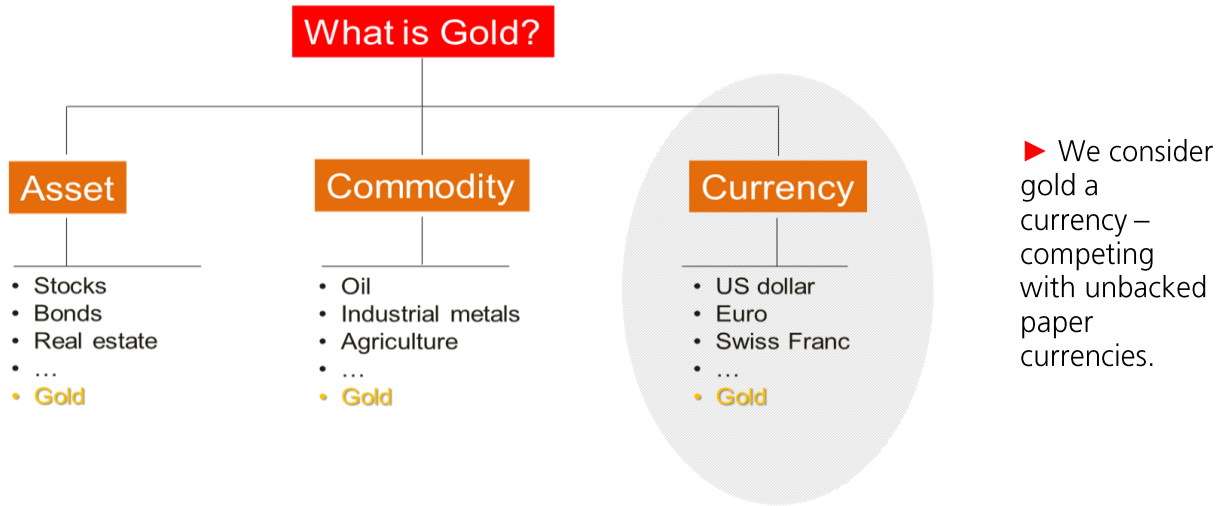 What is Gold?
Asset
• Stocks
• Bonds
• Real estate
• ...
• Gold
Commodity
• Oil
• Industrial metals
• Agriculture
• ...
• Gold
Currency
• US dollar
• Euro
• Swiss Franc
• ...
• Gold
► We consider
gold a
currency –
competing
with unbacked
paper
currencies.